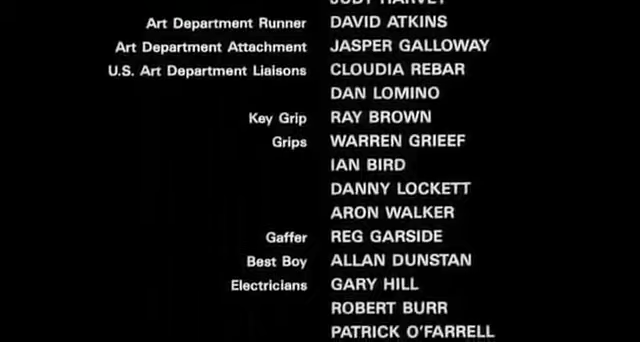 JUDY HARVEY
Art Department Runner DAVID ATKINS
Art Department Attachment JASPER GALLOWAY
U.S. Art Department Liaisons CLOUDIA REBAR
DAN LOMINO
Key Grip RAY BROWN
Grips WARREN GRIEEF
IAN BIRD
DANNY LOCKETT
ARON WALKER
Gaffer REG GARSIDE
Best Boy ALLAN DUNSTAN
Electricians GARY HILL
ROBERT BURR
PATRICK O'FARRELL